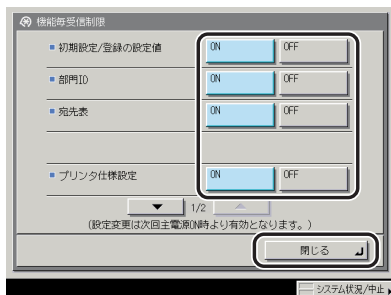 機能毎受信制限
■ 初期設定/登録の設定値 ON OFF
■ 部門ID ON OFF
■ 宛先表 ON OFF
■ プリンタ仕様設定 ON OFF
▼ 1/2 ▲
(設定変更は次回主電源ON時より有効となります。)
閉じる
システム状況/中止